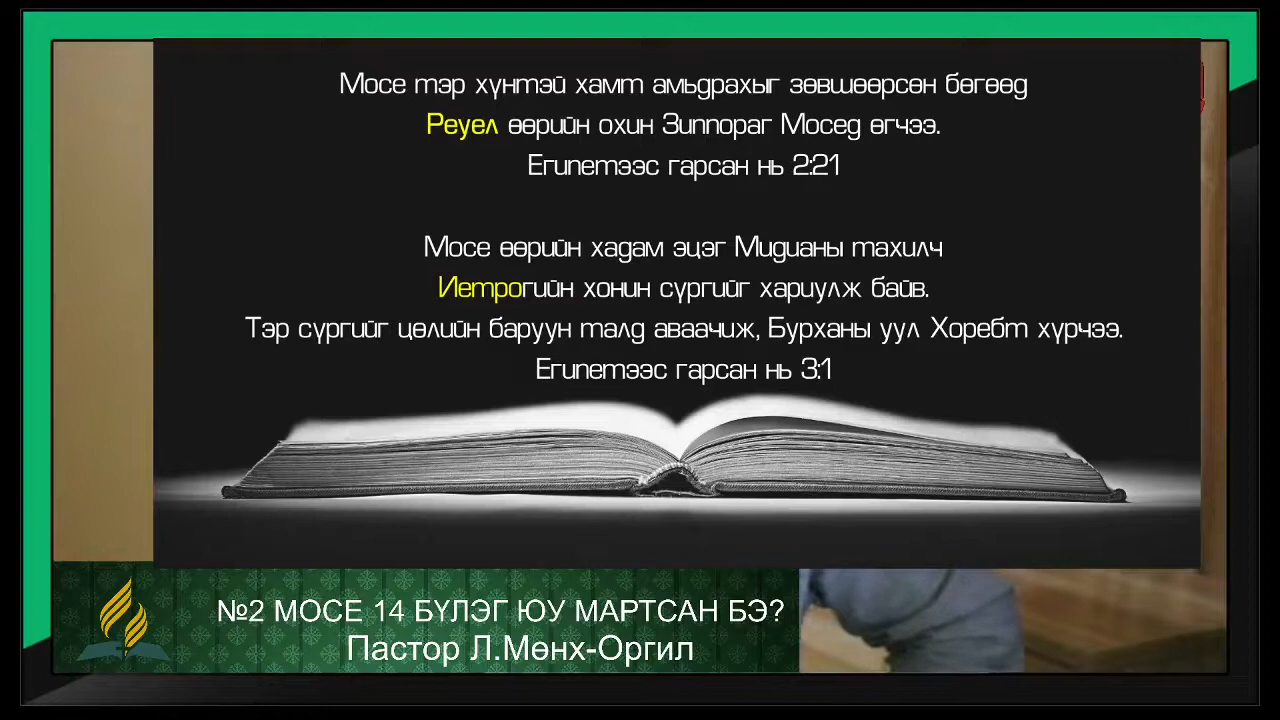 Мосе тэр хүнтэй хамт амьдрахыг зөвшөөрсөн бөгөөд
Реуел өөрийн охин Зиппораг Мосед өгчээ.
Египетээс гарсан нь 2:21
Мосе өөрийн хадам эцэг Мидианы тахилч
Иетрогийн хонин сүргийг хариулж байв.
Тэр сүргийг цөлийн баруун талд аваачиж, Бурханы уул Хоребт хүрчээ.
Египетээс гарсан нь 3:1
№2 МОСЕ 14 БҮЛЭГ ЮУ МАРТСАН БЭ?
Пастор Л.Мөнх-Оргил